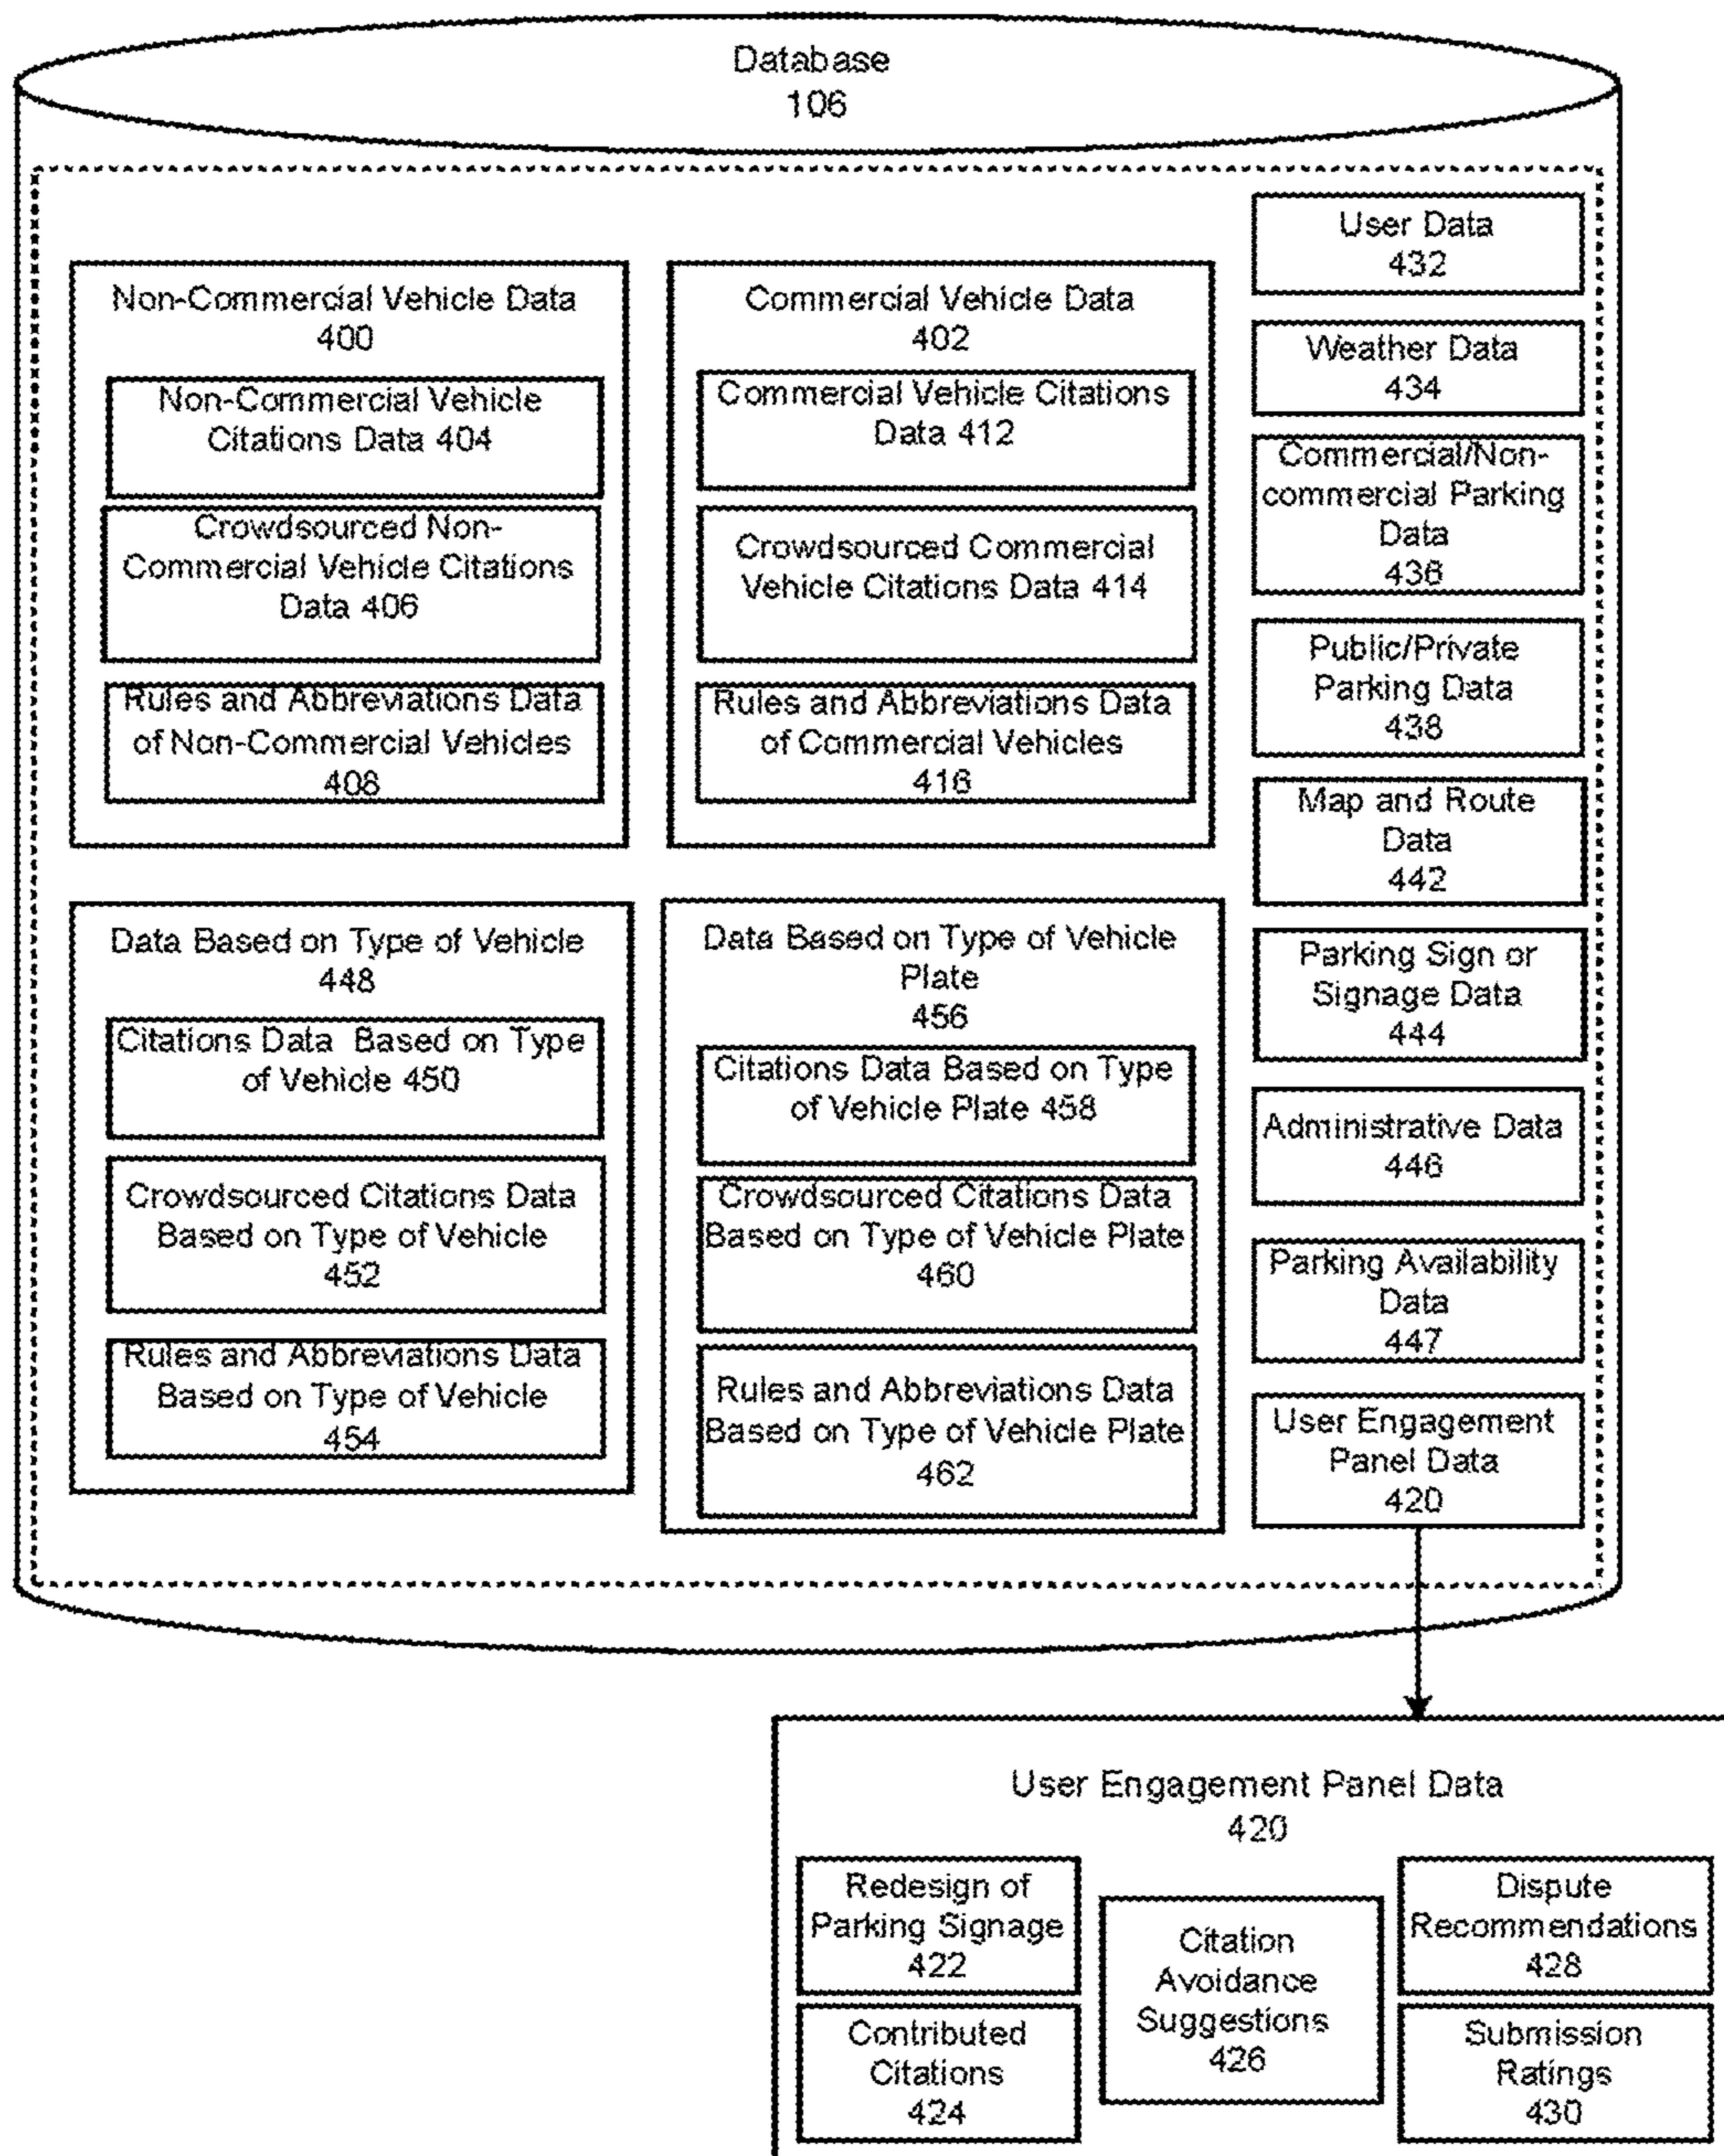 Database
106
Non-Commercial Vehicle Data
400
Non-Commercial Vehicle
Citations Data 404
Crowdsourced Non-
Commercial Vehicle Citations
Data 406
Rules and Abbreviations Data
of Non-Commercial Vehicles
408
Commercial Vehicle Data
402
Commercial Vehicle Citations
Data 412
Crowdsourced Commercial
Vehicle Citations Data 414
Rules and Abbreviations Data
of Commercial Vehicles
416
Data Based on Type of Vehicle
448
Citations Data Based on Type
of Vehicle 450
Crowdsourced Citations Data
Based on Type of Vehicle
452
Rules and Abbreviations Data
Based on Type of Vehicle
454
Data Based on Type of Vehicle
Plate
456
Citations Data Based on Type
of Vehicle Plate 458
Crowdsourced Citations Data
Based on Type of Vehicle Plate
460
Rules and Abbreviations Data
Based on Type of Vehicle Plate
462
User Data
432
Weather Data
434
Commercial/Non-
commercial Parking
Data
436
Public/Private
Parking Data
438
Map and Route
Data
442
Parking Sign or
Signage Data
444
Administrative Data
446
Parking Availability
Data
447
User Engagement
Panel Data
420
User Engagement Panel Data
420
Redesign of
Parking Signage
422
Contributed
Citations
424
Citation
Avoidance
Suggestions
426
Dispute
Recommendations
428
Submission
Ratings
430